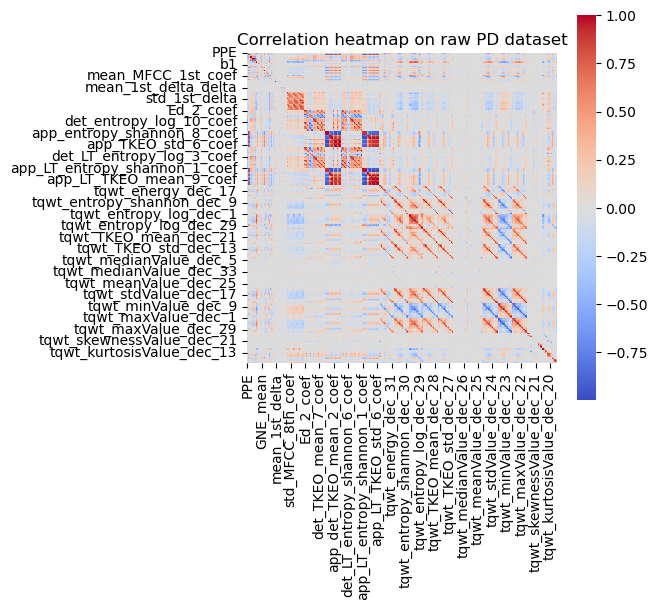 Correlation heatmap on raw PD dataset
PPE
b1
mean_MFCC_1st_coef
mean_1st_delta_delta
std_1st_delta
Ed_2_coef
det_entropy_log_10_coef
app_entropy_shannon_8_coef
app_TKEO_std_6_coef
det_LT_entropy_log_3_coef
app_LT_entropy_shannon_1_coef
app_LT_TKEO_mean_9_coef
tqwt_energy_dec_17
tqwt_entropy_shannon_dec_9
tqwt_entropy_log_dec_1
tqwt_entropy_log_dec_29
tqwt_TKEO_mean_dec_21
tqwt_TKEO_std_dec_13
tqwt_medianValue_dec_5
tqwt_medianValue_dec_33
tqwt_meanValue_dec_25
tqwt_stdValue_dec_17
tqwt_minValue_dec_9
tqwt_maxValue_dec_1
tqwt_maxValue_dec_29
tqwt_skewnessValue_dec_21
tqwt_kurtosisValue_dec_13
PPE
GNE_mean
mean_1st_delta
std_MFCC_8th_coef
Ed_2_coef
det_TKEO_mean_7_coef
app_det_TKEO_mean_2_coef
det_LT_entropy_shannon_6_coef
app_LT_entropy_shannon_1_coef
app_LT_TKEO_std_6_coef
tqwt_energy_dec_31
tqwt_entropy_shannon_dec_30
tqwt_entropy_log_dec_29
tqwt_TKEO_mean_dec_28
tqwt_TKEO_std_dec_27
tqwt_medianValue_dec_26
tqwt_meanValue_dec_25
tqwt_stdValue_dec_24
tqwt_minValue_dec_23
tqwt_maxValue_dec_22
tqwt_skewnessValue_dec_21
tqwt_kurtosisValue_dec_20
1.00
0.75
0.50
0.25
0.00
−0.25
−0.50
−0.75